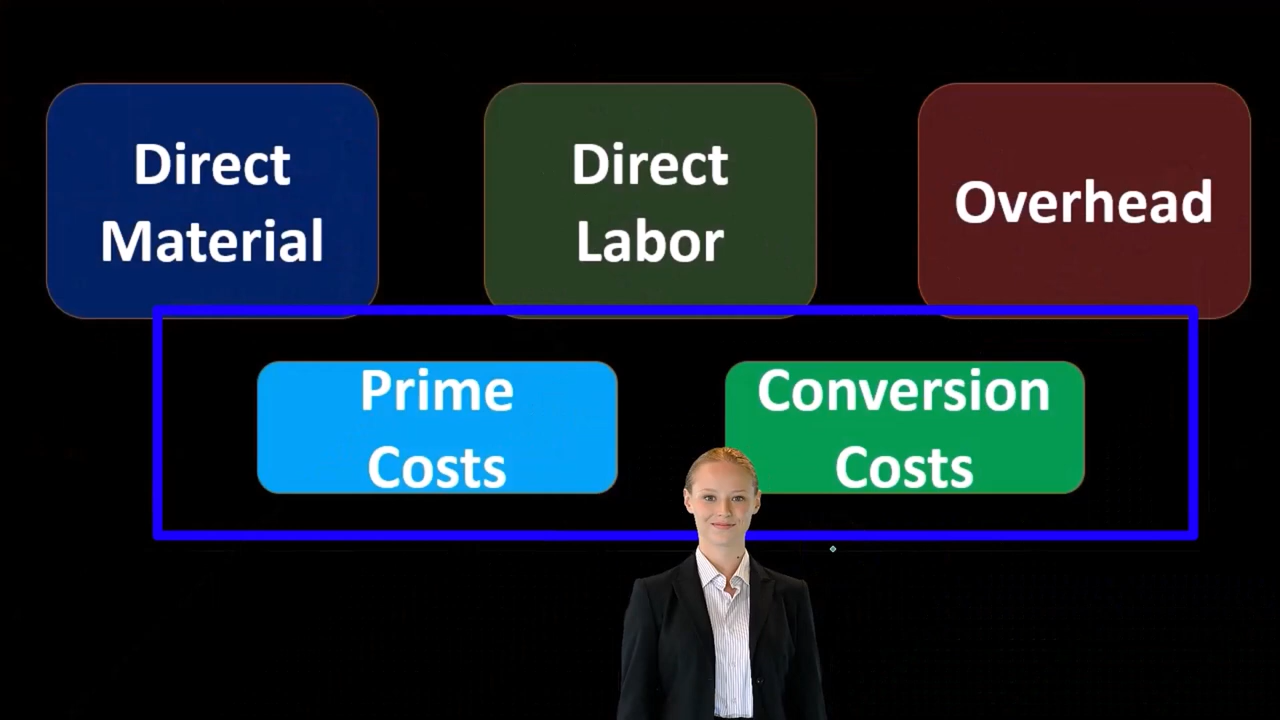 Direct
Material
Direct
Labor
Overhead
Prime
Costs
Conversion
Costs